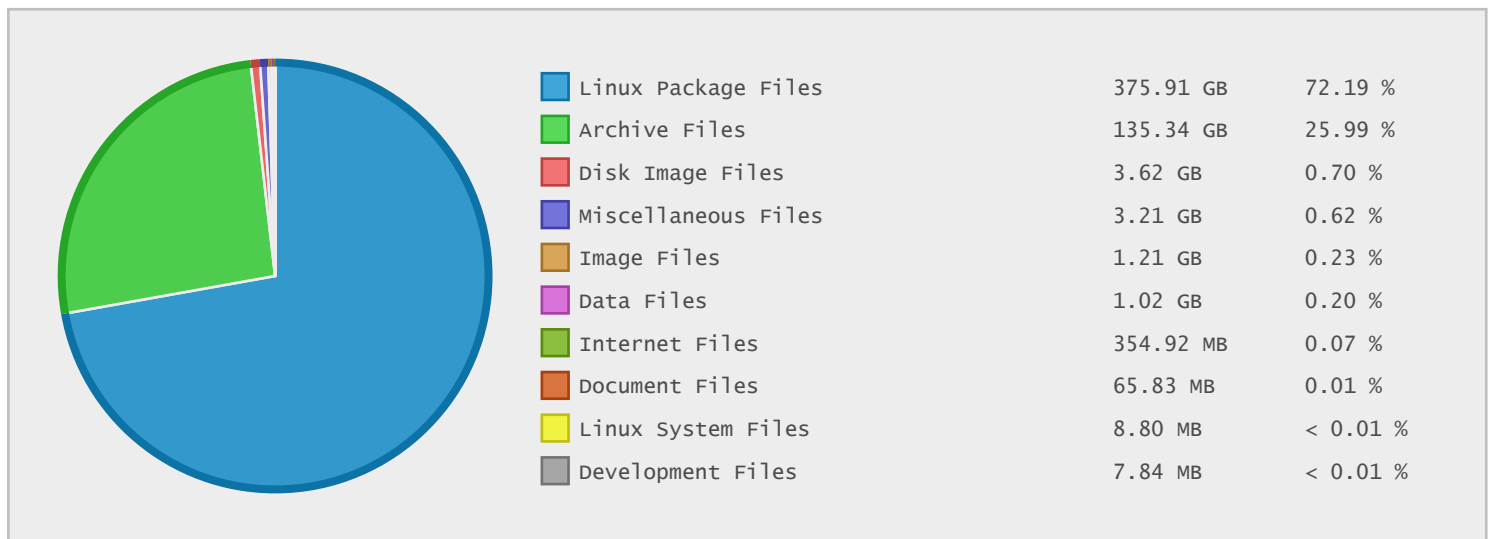 Linux Package Files 375.91 GB 72.19 %
Archive Files 135.34 GB 25.99 %
Disk Image Files 3.62 GB 0.70 %
Miscellaneous Files 3.21 GB 0.62 %
Image Files 1.21 GB 0.23 %
Data Files 1.02 GB 0.20 %
Internet Files 354.92 MB 0.07 %
Document Files 65.83 MB 0.01 %
Linux System Files 8.80 MB < 0.01 %
Development Files 7.84 MB < 0.01 %